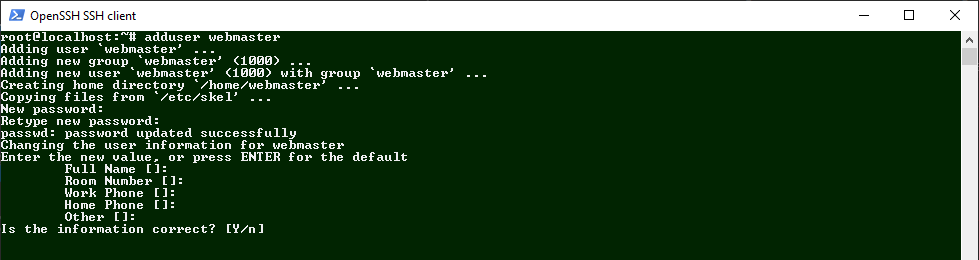 OpenSSH SSH client
root@localhost:~# adduser webmaster
Adding user `webmaster' ...
Adding new group `webmaster' (1000) ...
Adding new user `webmaster' (1000) with group `webmaster' ...
Creating home directory `/home/webmaster' ...
Copying files from `/etc/skel' ...
New password:
Retype new password:
passwd: password updated successfully
Changing the user information for webmaster
Enter the new value, or press ENTER for the default
        Full Name []:
        Room Number []:
        Work Phone []:
        Home Phone []:
        Other []:
Is the information correct? [Y/n]